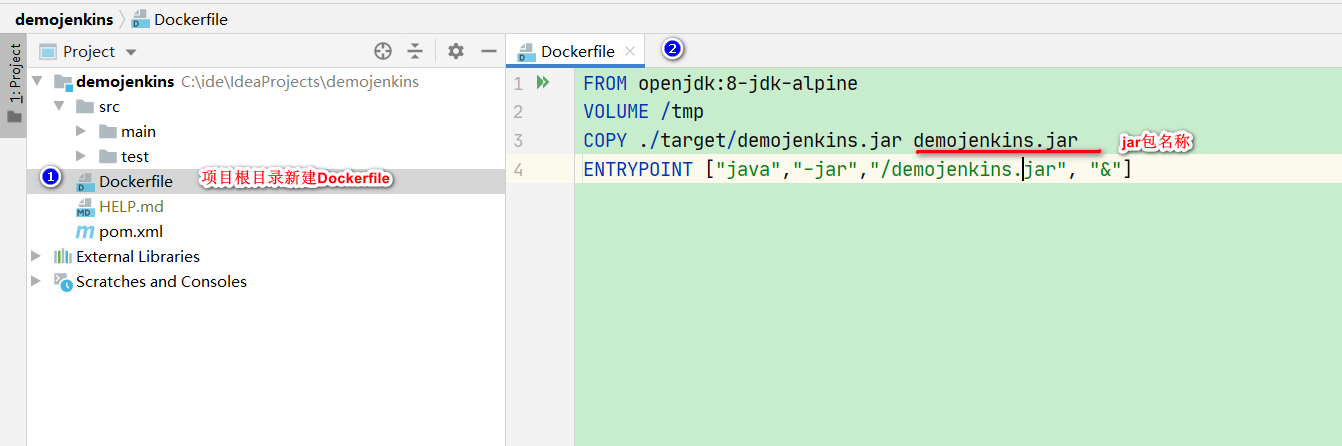 demojenkins Dockerfile
1: Project
Project
demojenkins C:\ide\IdeaProjects\demojenkins
src
main
test
1 Dockerfile 项目根目录新建Dockerfile
HELP.md
pom.xml
External Libraries
Scratches and Consoles
Dockerfile 2
1 FROM openjdk:8-jdk-alpine
2 VOLUME /tmp
3 COPY ./target/demojenkins.jar demojenkins.jar jar包名称
4 ENTRYPOINT ["java","-jar","/demojenkins.jar", "&"]